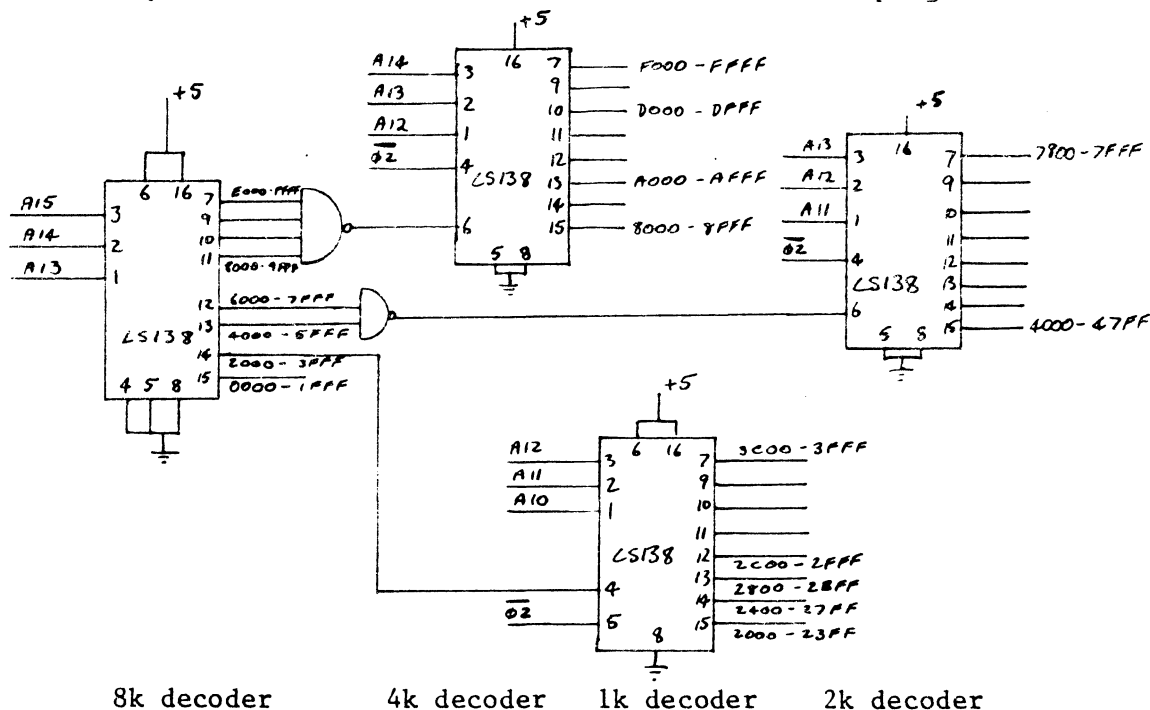 +5
A14 3 16 7 F000-FFFF
9
A13 2 10 D000-DFFF
A12 1 11
φ2 4 12
LS138 13 A000-AFFF
14
6 15 8000-8FFF
5 8
+5
6 16
A15 3 7 E000-FFFF
9
A14 2 10
A13 1 11 8000-9FFF
12 6000-7FFF
LS138 13 4000-5FFF
14 2000-3FFF
15 0000-1FFF
4 5 8
+5
A13 3 16 7 7800-7FFF
A12 2 9
A11 1 10
11
φ2 4 12
LS138 13
14
6 15 4000-47FF
5 8
+5
6 16
A12 3 7 3C00-3FFF
A11 2 9
A10 1 10
11
LS138 12 2C00-2FFF
13 2800-2BFF
4 14 2400-27FF
φ2 5 15 2000-23FF
8
8k decoder 4k decoder 1k decoder 2k decoder